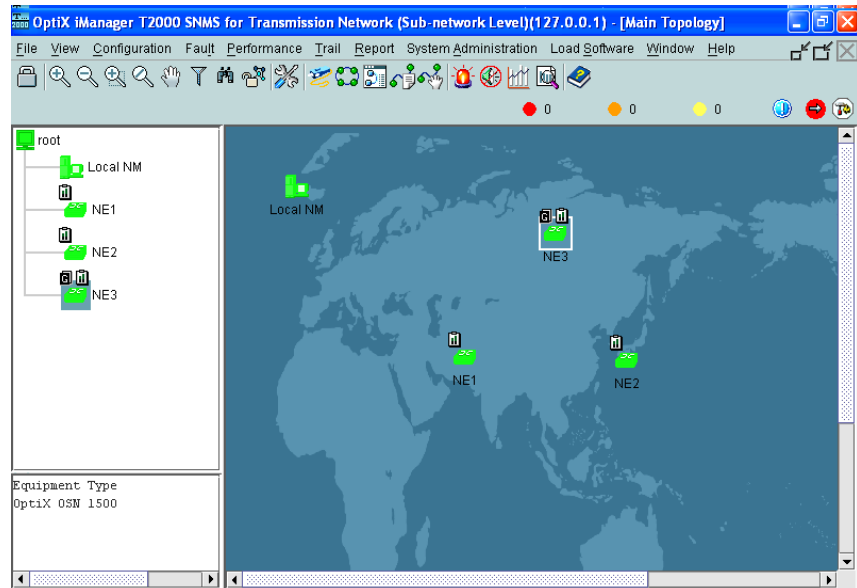 OptiX iManager T2000 SNMS for Transmission Network (Sub-network Level)(127.0.0.1) - [Main Topology]
File View Configuration Fault Performance Trail Report System Administration Load Software Window Help
0 0 0
root
Local NM
NE1
NE2
G
NE3
Local NM
G
NE3
NE1
NE2
Equipment Type
OptiX OSN 1500